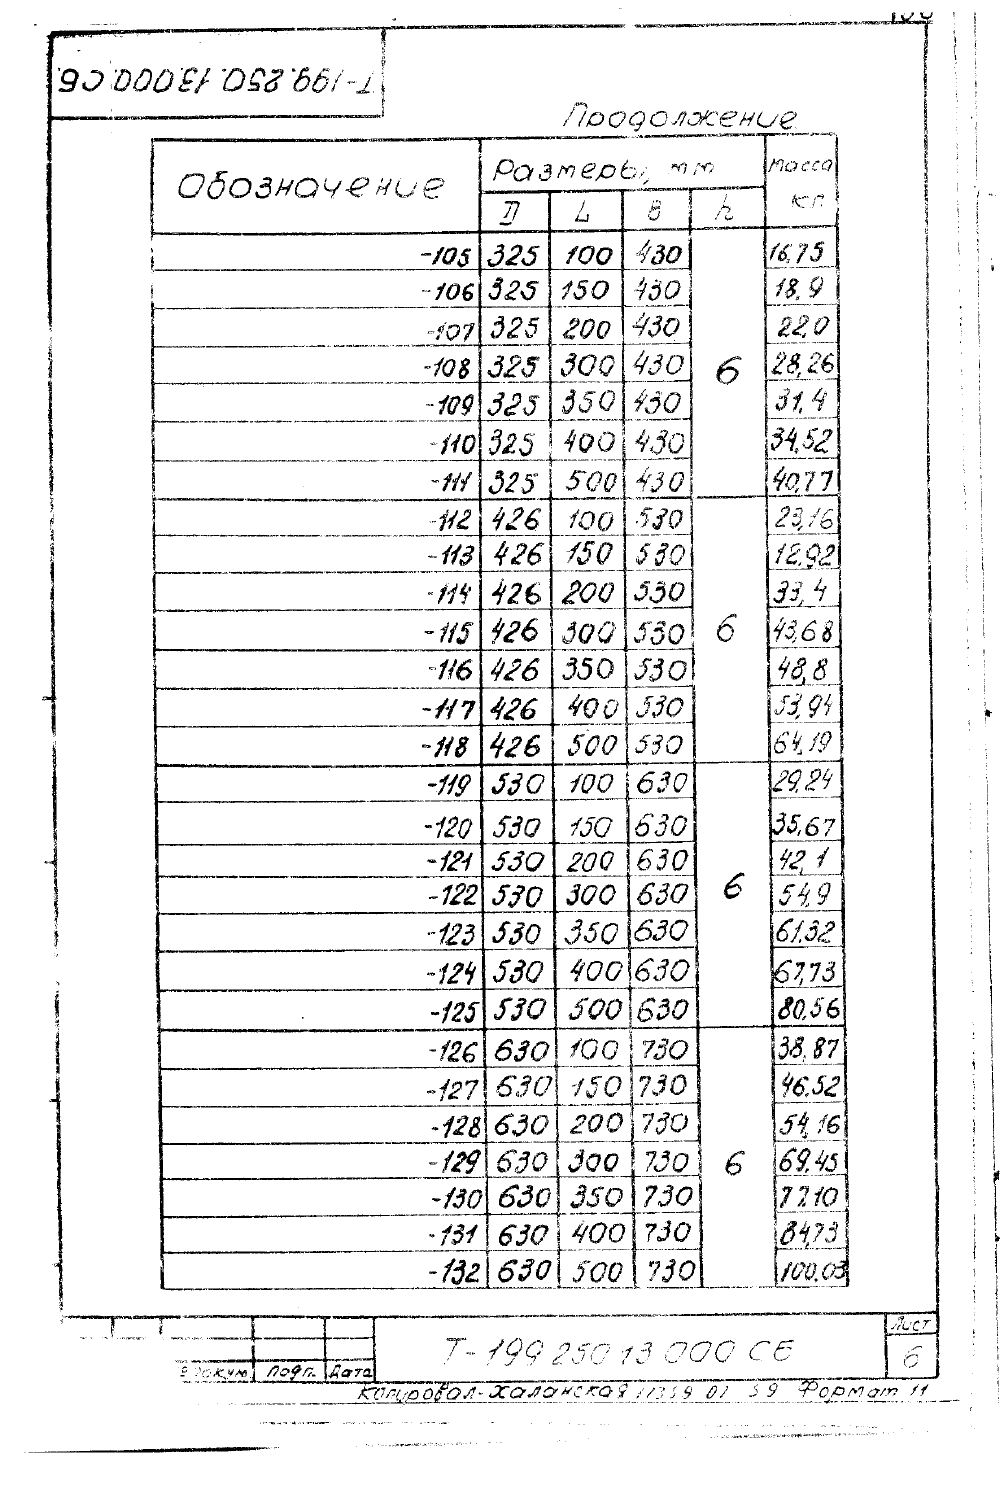 Т-199.250.13.000.СБ
Продолжение
Обозначение Размеры, мм Масса кг
D L B h
-105 325 100 430 16,75
-106 325 150 430 18,9
-107 325 200 430 22,0
-108 325 300 430 6 28,26
-109 325 350 430 31,4
-110 325 400 430 34,52
-111 325 500 430 40,77
-112 426 100 530 23,16
-113 426 150 530 12,92
-114 426 200 530 33,4
-115 426 300 530 6 43,68
-116 426 350 530 48,8
-117 426 400 530 53,94
-118 426 500 530 64,19
-119 530 100 630 29,24
-120 530 150 630 35,67
-121 530 200 630 42,1
-122 530 300 630 6 54,9
-123 530 350 630 61,32
-124 530 400 630 67,73
-125 530 500 630 80,56
-126 630 100 730 38,87
-127 630 150 730 46,52
-128 630 200 730 54,16
-129 630 300 730 6 69,45
-130 630 350 730 77,10
-131 630 400 730 84,73
-132 630 500 730 100,03
Т-199 250 13 000 СБ Лист
6
докум Подп. Дата
Копировал- Халанская Формат 11